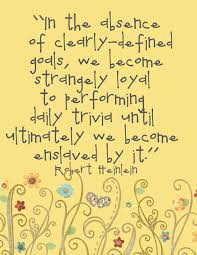 "In the absence
of clearly-defined
goals, we become
strangely loyal
to performing
daily trivia until
ultimately we become
enslaved by it."
Robert Heinlein